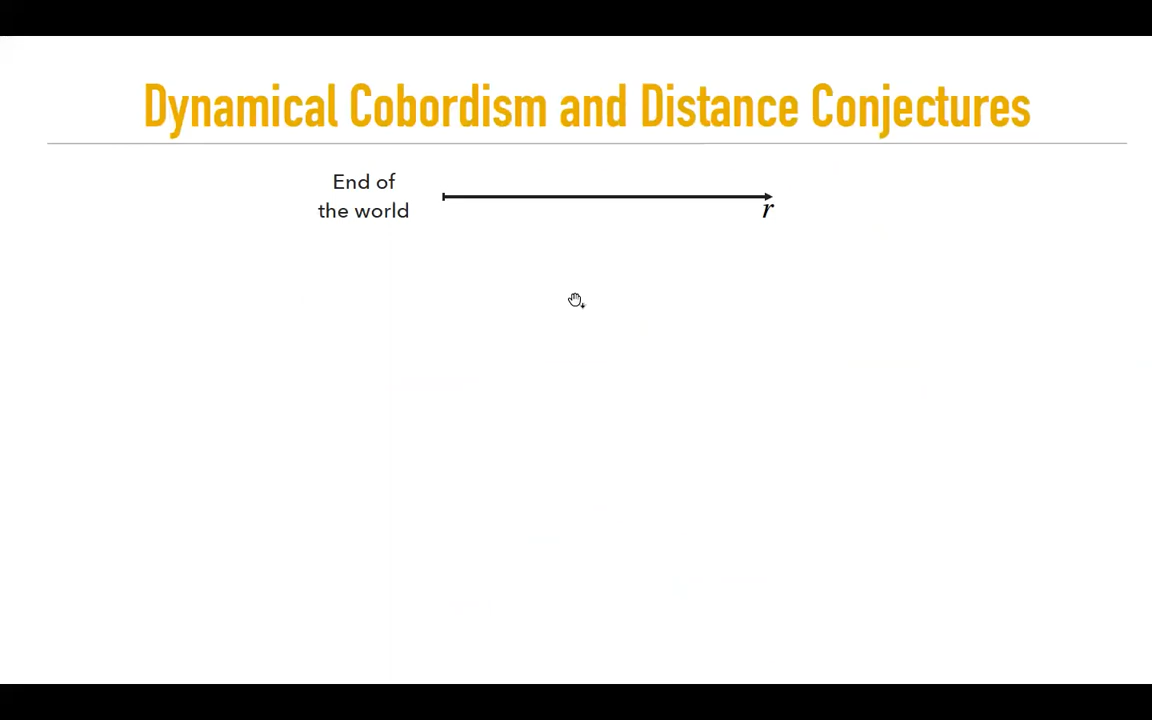 Dynamical Cobordism and Distance Conjectures
End of
the world
r